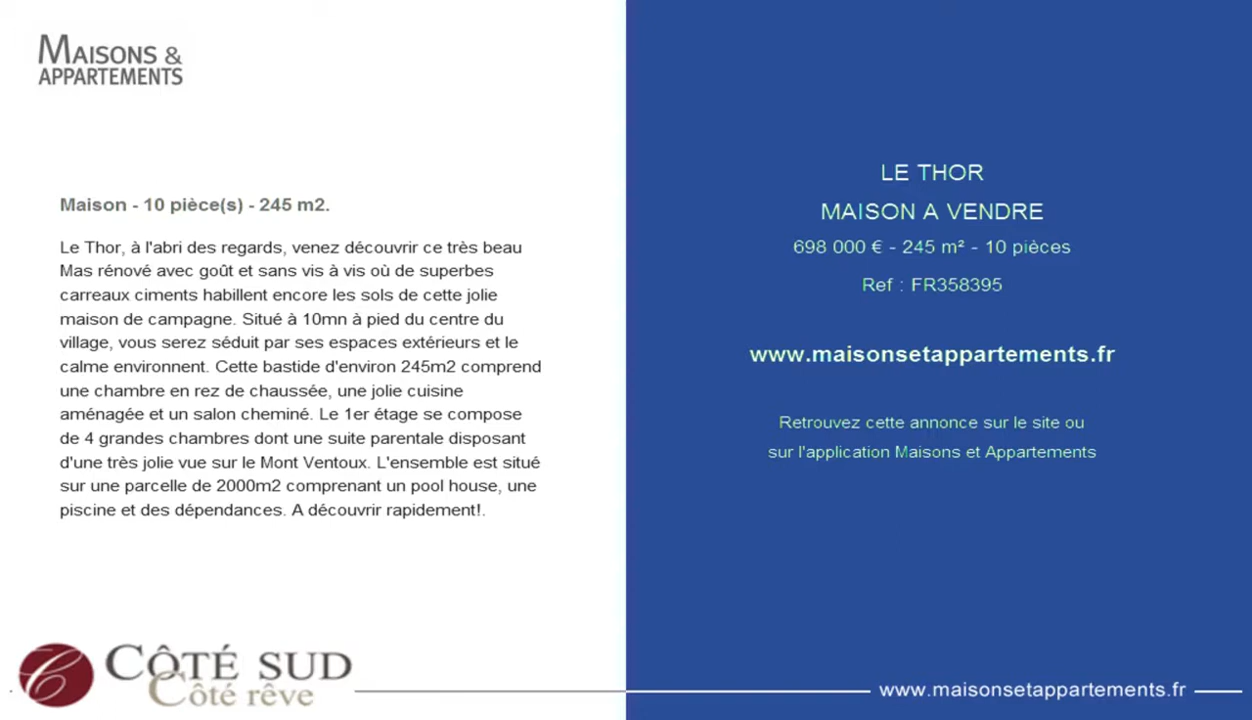 MAISONS &
APPARTEMENTS
Maison - 10 pièce(s) - 245 m2.
Le Thor, à l'abri des regards, venez découvrir ce très beau
Mas rénové avec goût et sans vis à vis où de superbes
carreaux ciments habillent encore les sols de cette jolie
maison de campagne. Situé à 10mn à pied du centre du
village, vous serez séduit par ses espaces extérieurs et le
calme environnent. Cette bastide d'environ 245m2 comprend
une chambre en rez de chaussée, une jolie cuisine
aménagée et un salon cheminé. Le 1er étage se compose
de 4 grandes chambres dont une suite parentale disposant
d'une très jolie vue sur le Mont Ventoux. L'ensemble est situé
sur une parcelle de 2000m2 comprenant un pool house, une
piscine et des dépendances. A découvrir rapidement!.
CÔTÉ SUD
Côté rêve
LE THOR
MAISON A VENDRE
698 000 € - 245 m² - 10 pièces
Ref : FR358395
www.maisonsetappartements.fr
Retrouvez cette annonce sur le site ou
sur l'application Maisons et Appartements
www.maisonsetappartements.fr